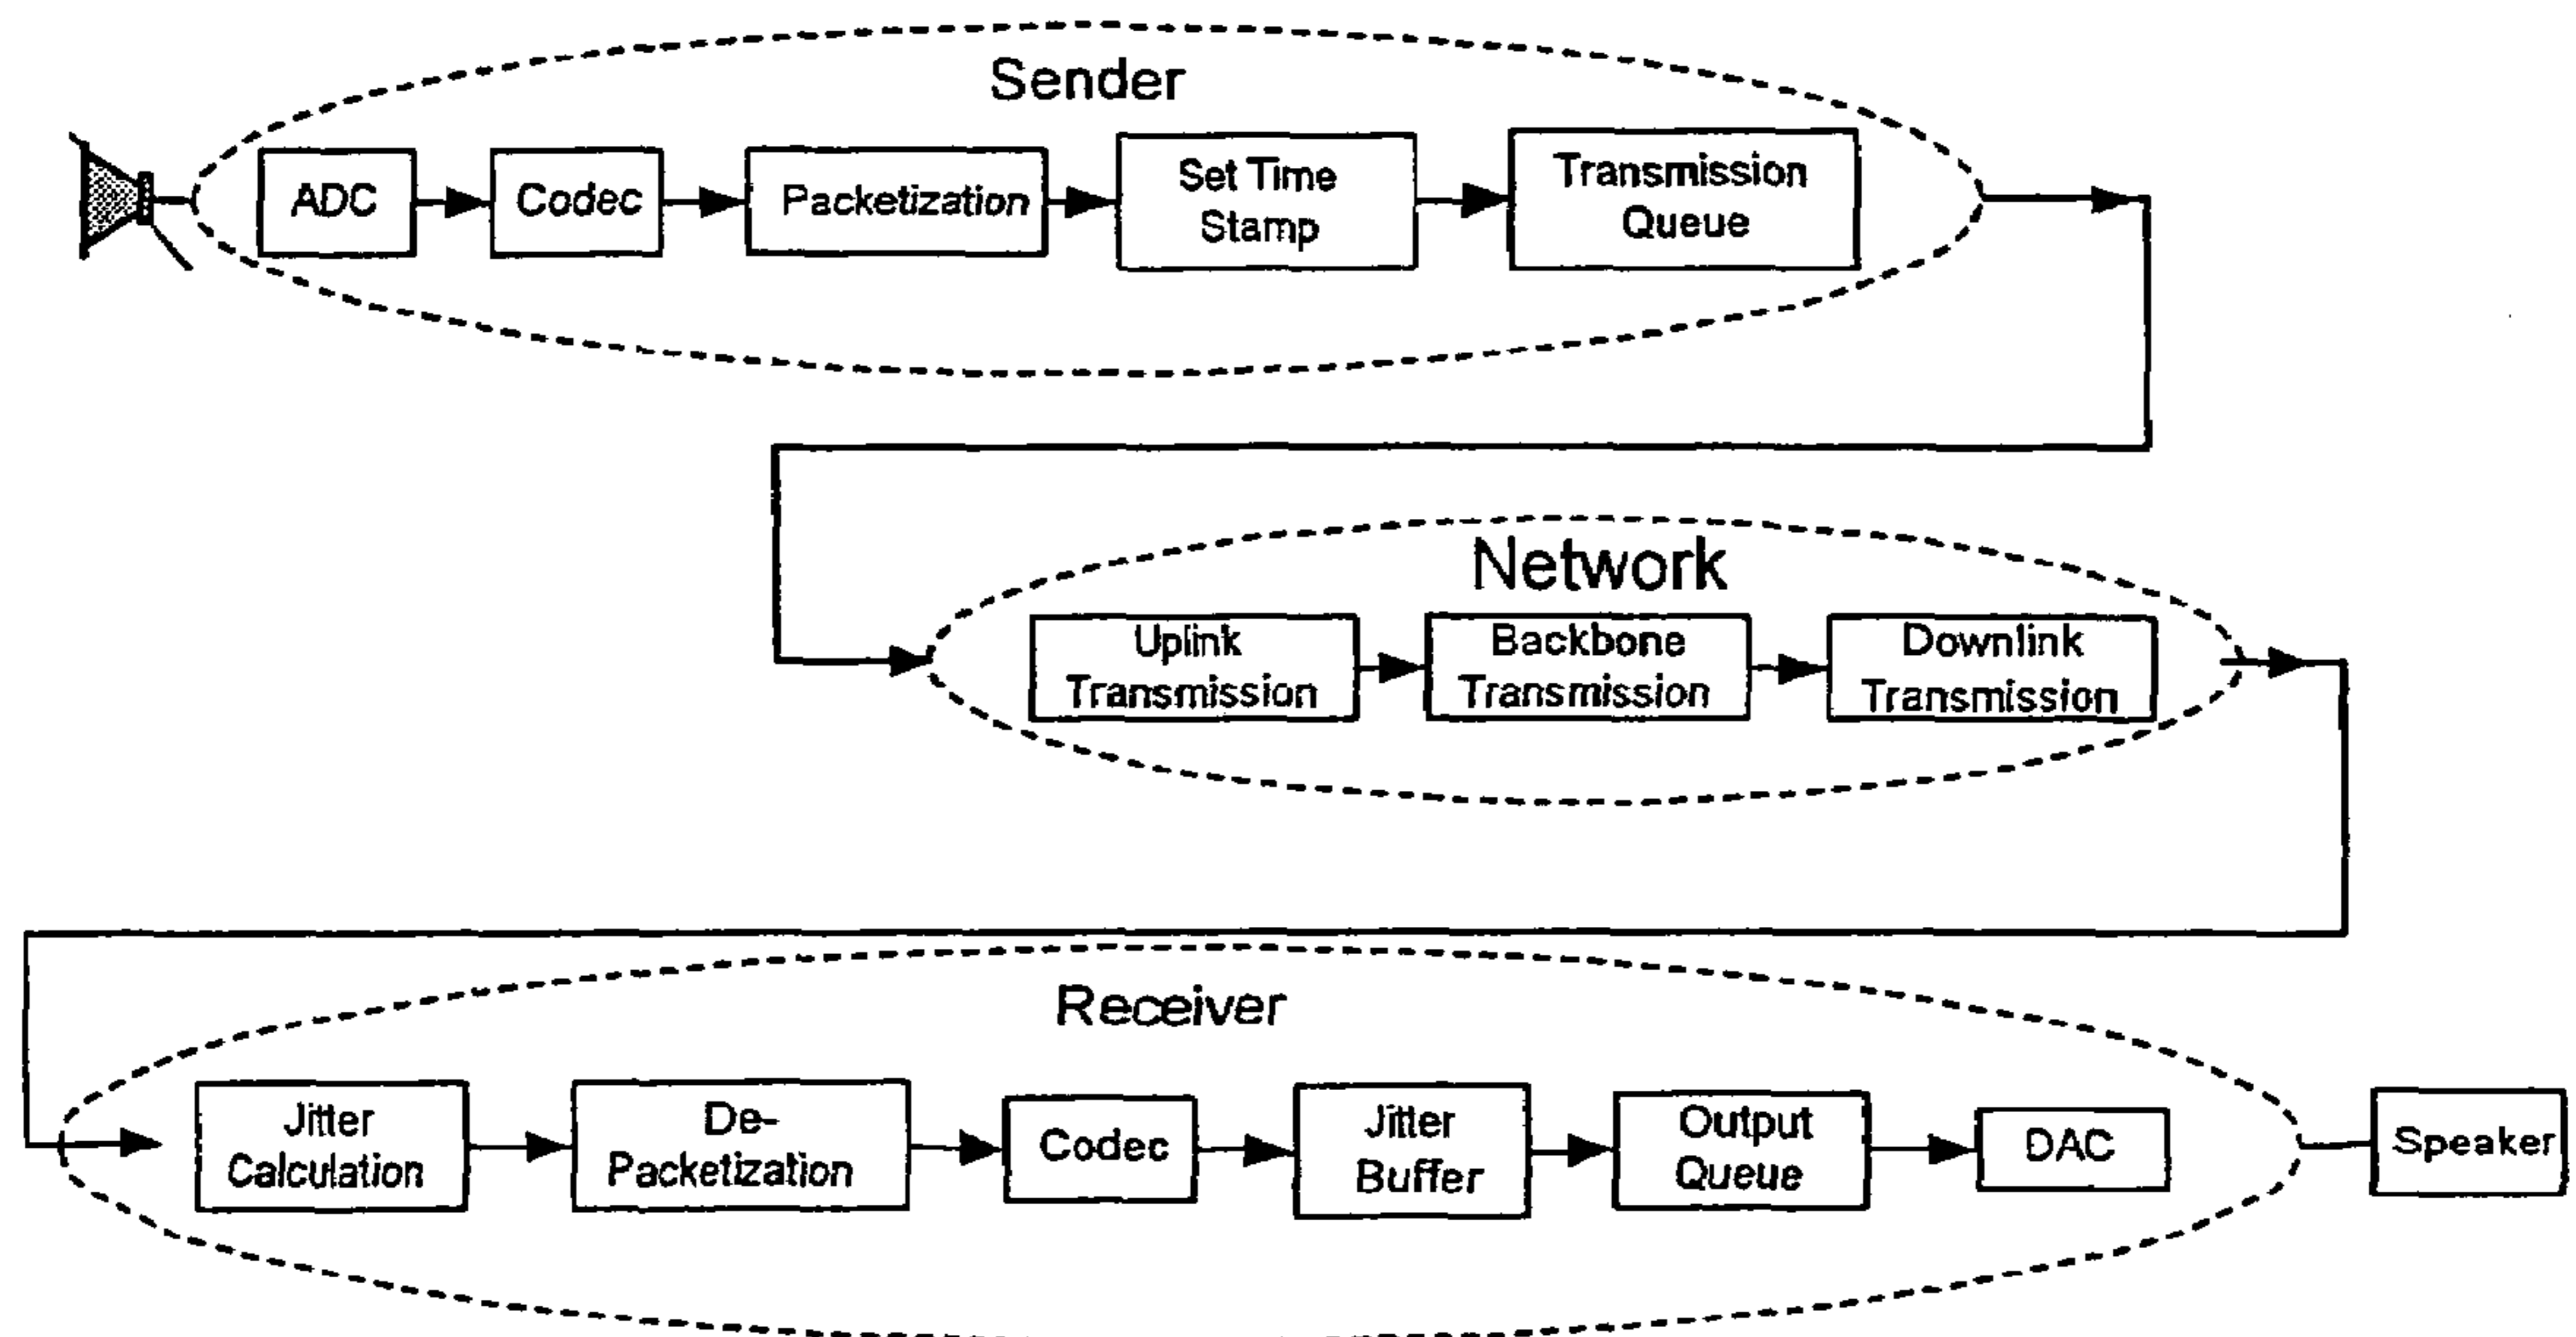 Sender
ADC
Codec
Packetization
Set Time
Stamp
Transmission
Queue
Network
Uplink
Transmission
Backbone
Transmission
Downlink
Transmission
Receiver
Jitter
Calculation
De-
Packetization
Codec
Jitter
Buffer
Output
Queue
DAC
Speaker